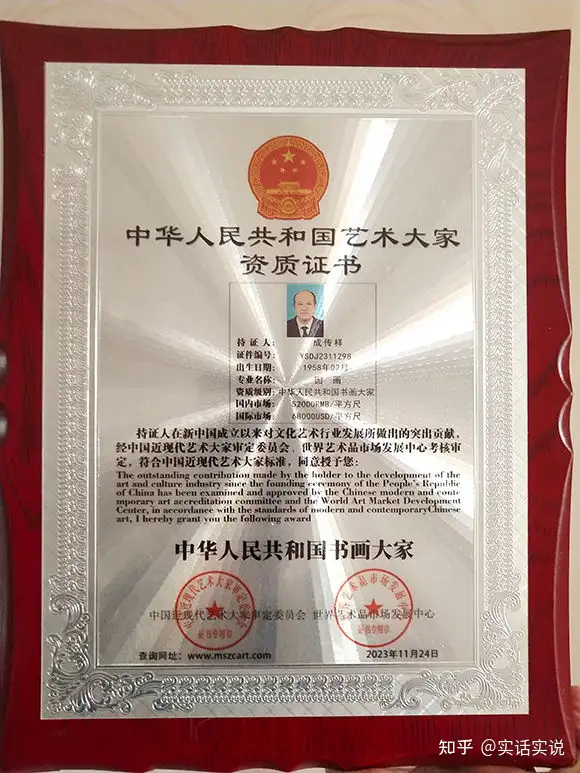 中华人民共和国艺术大家
资质证书
持 证 人： 成传样
证件编号： YSDJ2311298
出生日期： 1958年02月
专业名称： 国 画
资质级别：中华人民共和国书画大家
国内市场： 52000RMB/平方尺
国际市场： 68000USD/平方尺
持证人在新中国成立以来对文化艺术行业发展所做出的突出贡献，
经中国近现代艺术大家审定委员会、世界艺术品市场发展中心考核审
定，符合中国近现代艺术大家标准，同意授予您：
The outstanding contribution made by the holder to the development of the
art and culture industry since the founding ceremony of the People's Republic
of China has been examined and approved by the Chinese modern and conte
mporary art accreditation committee and the World Art Market Development
Center, in accordance with the standards of modern and contemporaryChinese
art, I hereby grant you the following award
中华人民共和国书画大家
中国近现代艺术大家审定委员会 世界艺术品市场发展中心
证书专用章 证书专用章
查询网址：www.mszcart.com 2023年11月24日
知乎 @实话实说